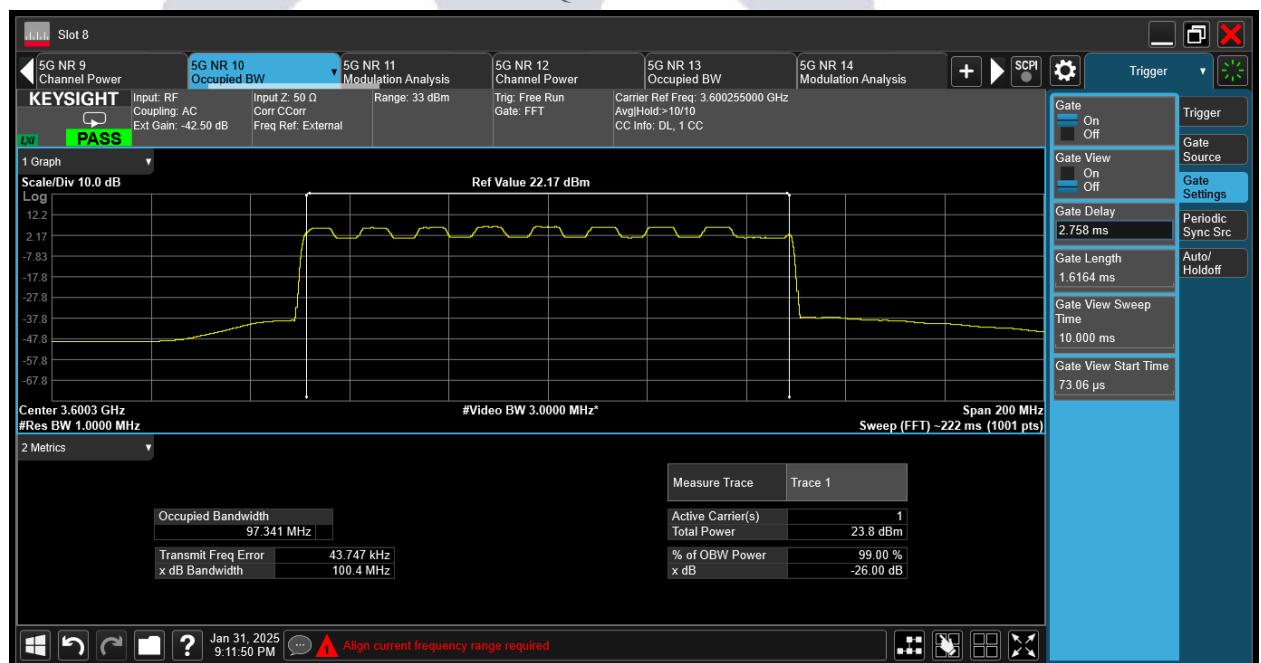 Slot 8
5G NR 9
Channel Power
5G NR 10
Occupied BW
5G NR 11
Modulation Analysis
5G NR 12
Channel Power
5G NR 13
Occupied BW
5G NR 14
Modulation Analysis
SCPI
Trigger
KEYSIGHT
LXI
PASS
Input: RF
Coupling: AC
Ext Gain: -42.50 dB
Input Z: 50 Ω
Corr CCorr
Freq Ref: External
Range: 33 dBm
Trig: Free Run
Gate: FFT
Carrier Ref Freq: 3.600255000 GHz
Avg|Hold:>10/10
CC Info: DL, 1 CC
1 Graph
Scale/Div 10.0 dB
Ref Value 22.17 dBm
Log
12.2
2.17
-7.83
-17.8
-27.8
-37.8
-47.8
-57.8
-67.8
Center 3.6003 GHz
#Video BW 3.0000 MHz*
Span 200 MHz
#Res BW 1.0000 MHz
Sweep (FFT) ~222 ms (1001 pts)
2 Metrics
Measure Trace Trace 1
Occupied Bandwidth
97.341 MHz
Active Carrier(s) 1
Total Power 23.8 dBm
Transmit Freq Error 43.747 kHz
x dB Bandwidth 100.4 MHz
% of OBW Power 99.00 %
x dB -26.00 dB
Gate
On
Off
Gate View
On
Off
Gate Delay
2.758 ms
Gate Length
1.6164 ms
Gate View Sweep
Time
10.000 ms
Gate View Start Time
73.06 µs
Trigger
Gate
Source
Gate
Settings
Periodic
Sync Src
Auto/
Holdoff
?
Jan 31, 2025
9:11:50 PM
1
Align current frequency range required